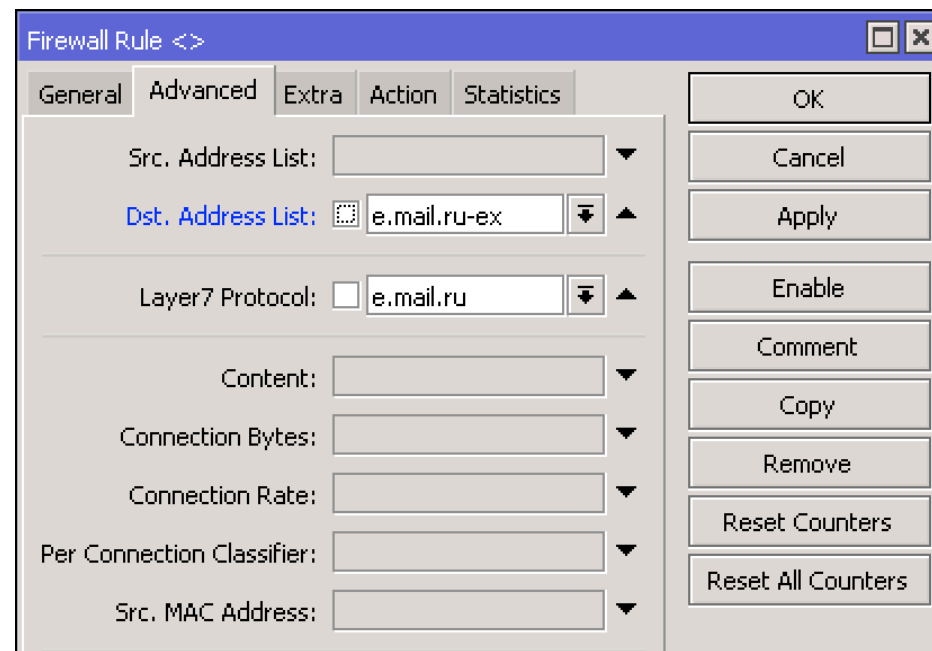 Firewall Rule <>
General Advanced Extra Action Statistics
OK
Src. Address List:
Cancel
Dst. Address List: e.mail.ru-ex
Apply
Layer7 Protocol: e.mail.ru
Enable
Comment
Content:
Copy
Connection Bytes:
Remove
Connection Rate:
Reset Counters
Per Connection Classifier:
Reset All Counters
Src. MAC Address: